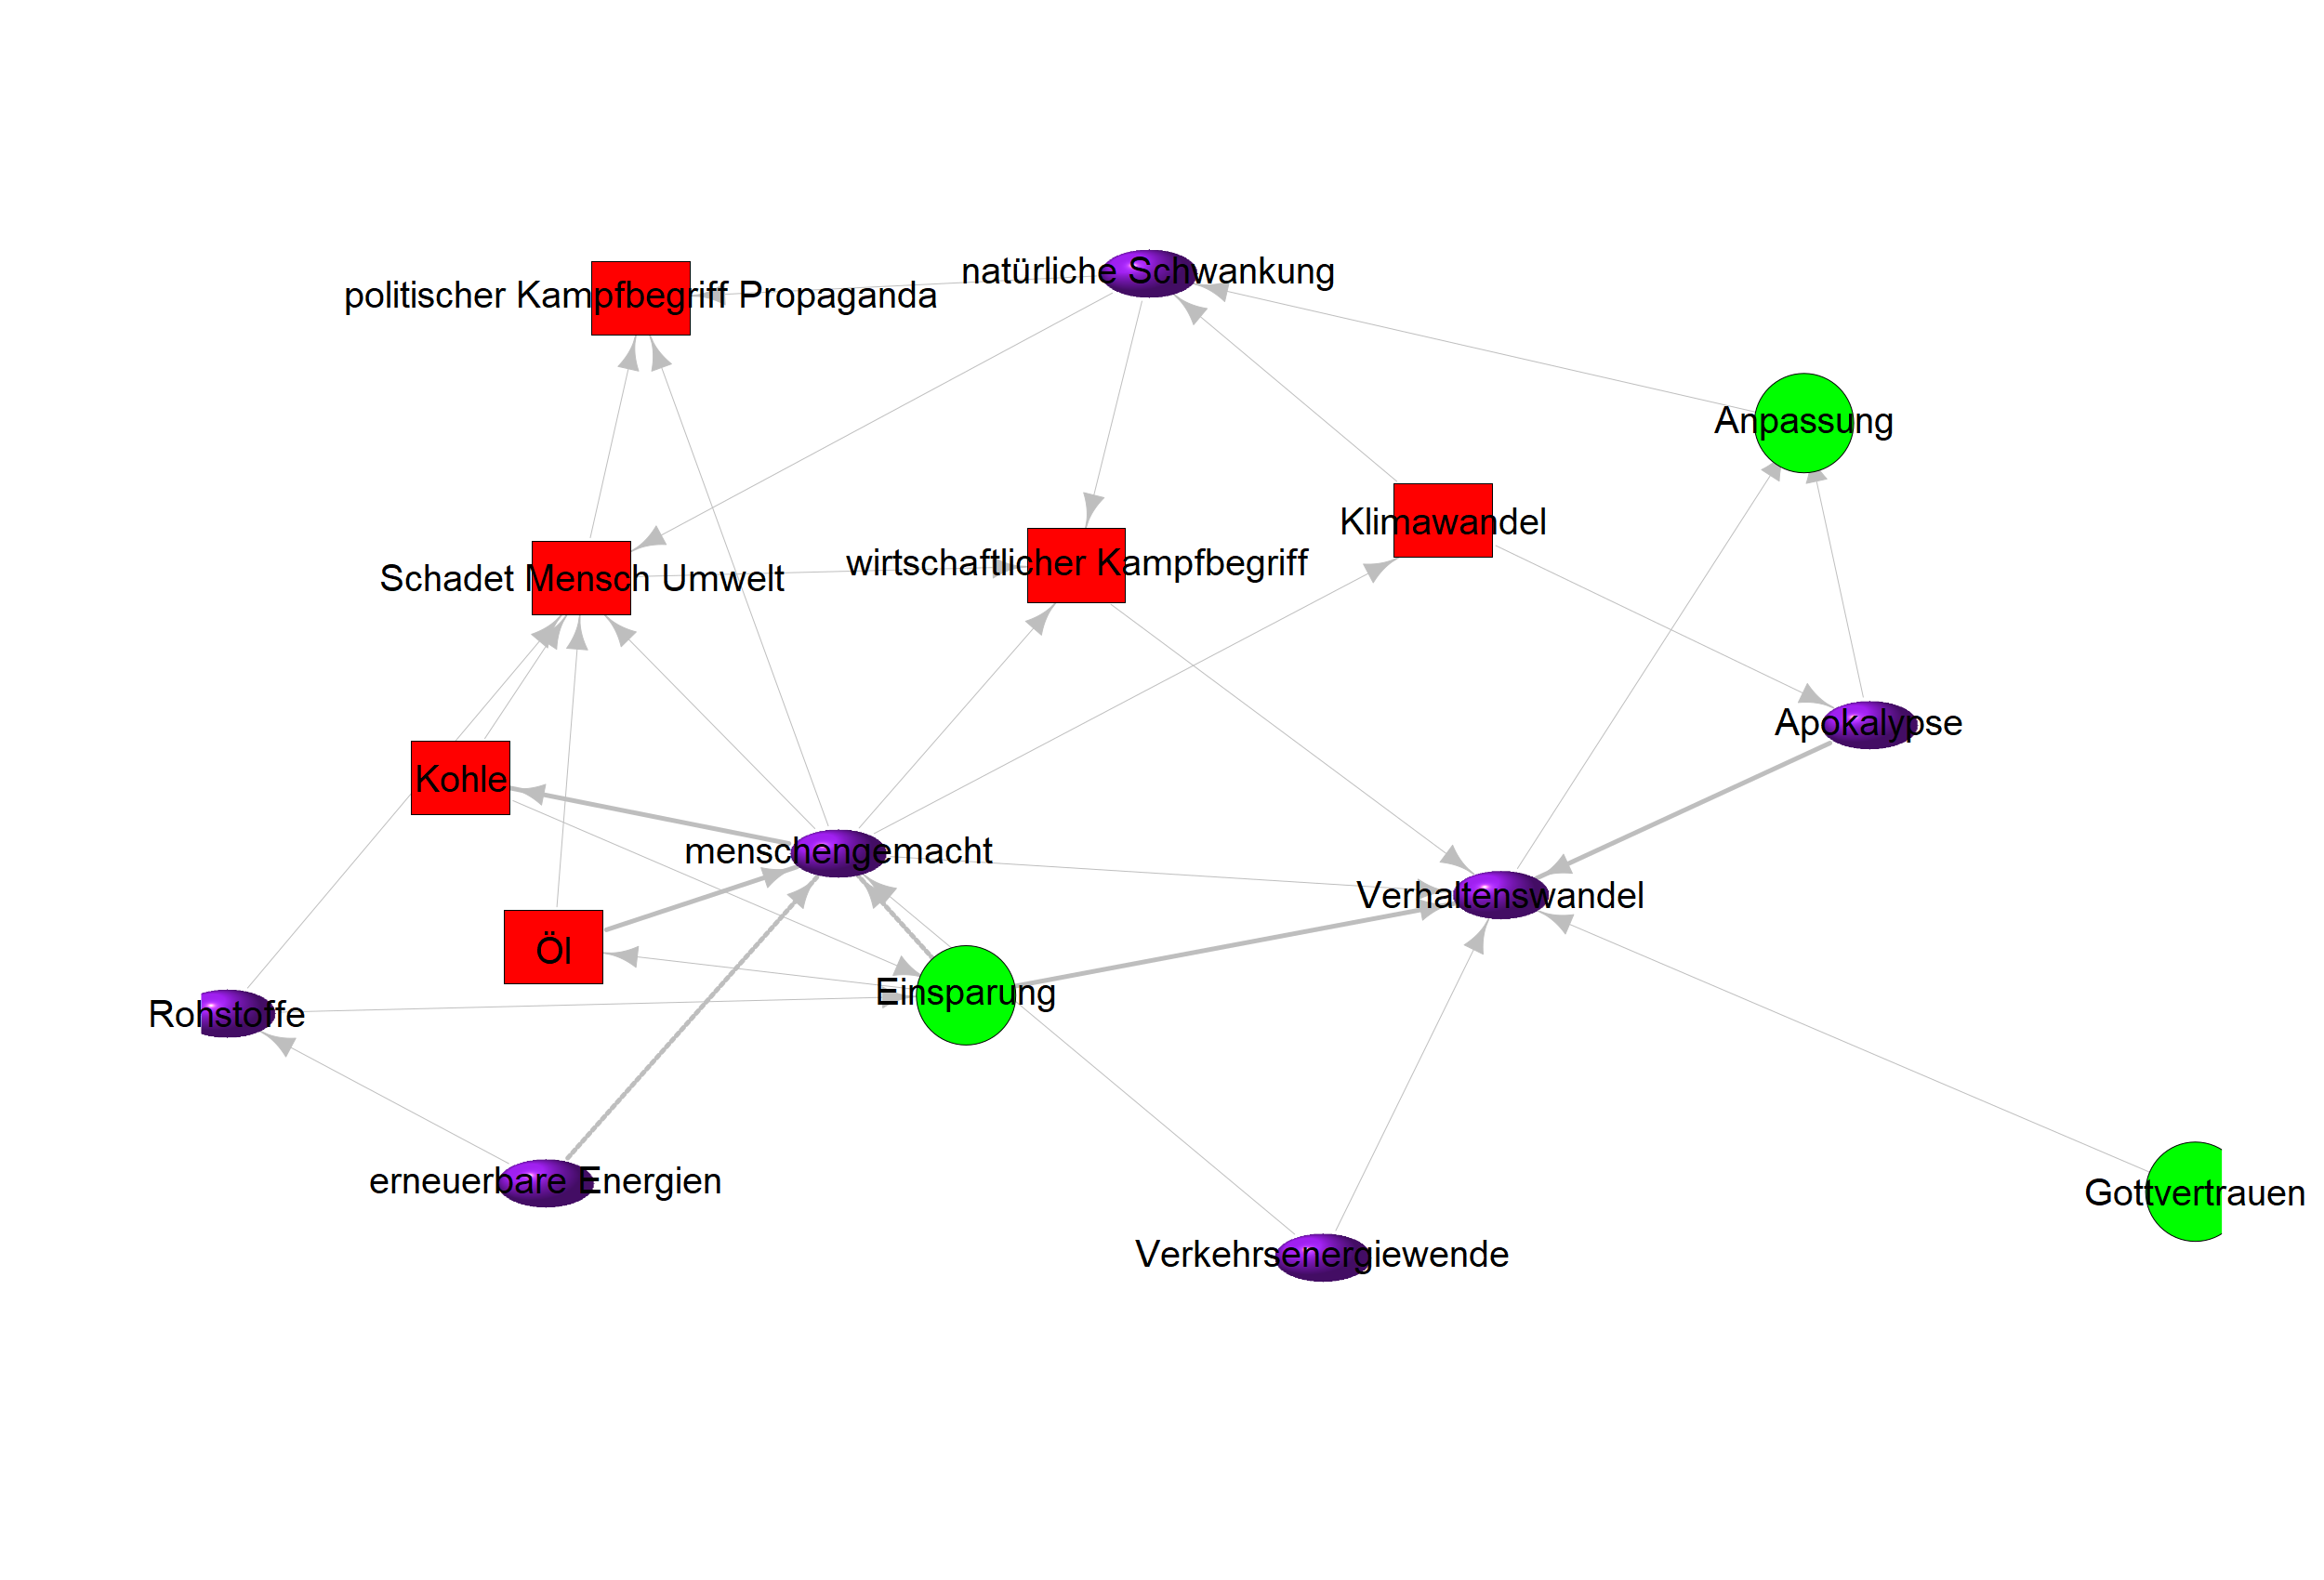 natürliche Schwankung
politischer Kampfbegriff Propaganda
Anpassung
Klimawandel
wirtschaftlicher Kampfbegriff
Schadet Mensch Umwelt
Apokalypse
Kohle
menschengemacht
Verhaltenswandel
Öl
Einsparung
Rohstoffe
erneuerbare Energien
Gottvertrauen
Verkehrsenergiewende